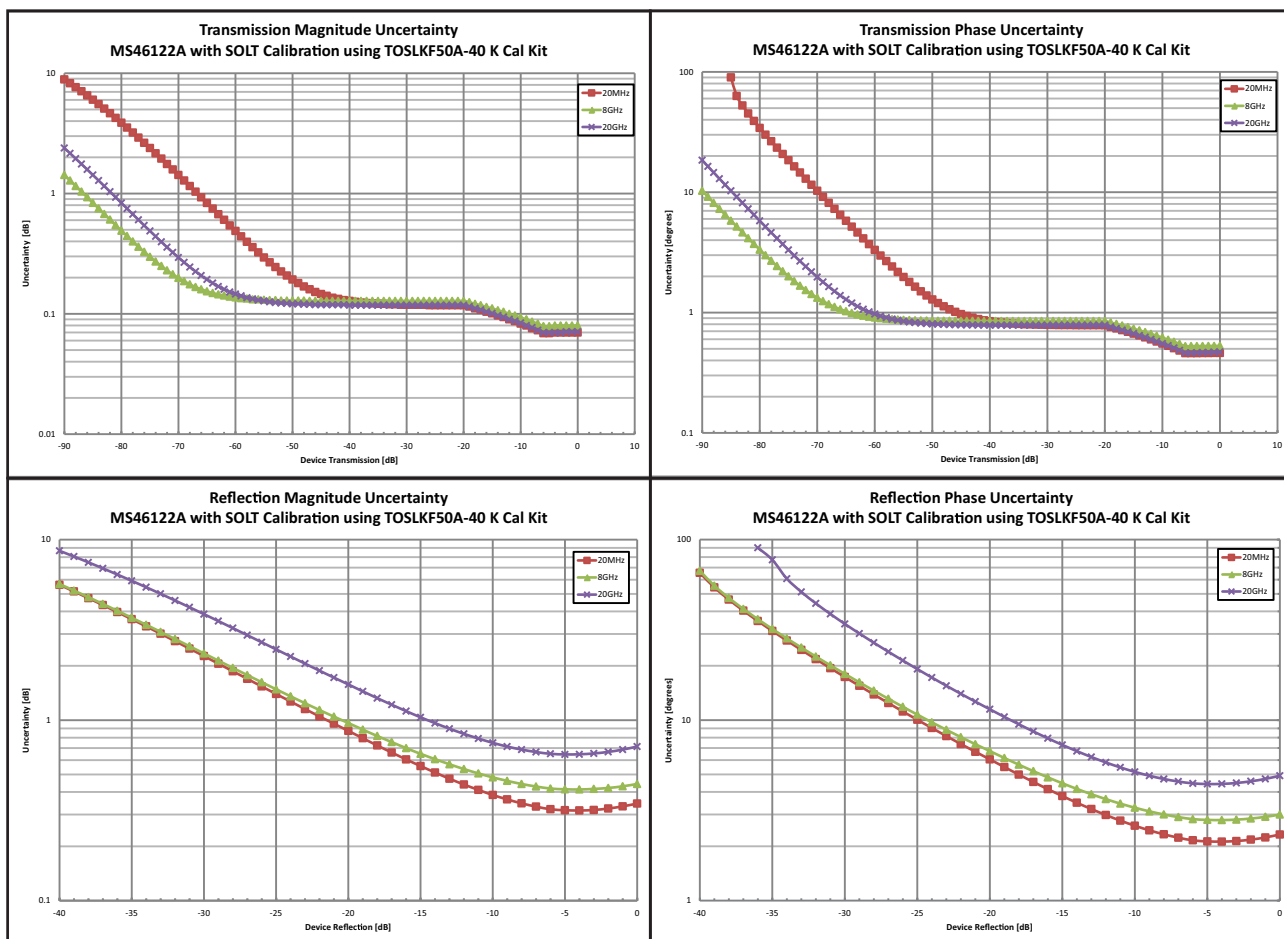 Transmission Magnitude Uncertainty
MS46122A with SOLT Calibration using TOSLKF50A-40 K Cal Kit
10
1
0.1
0.01
Uncertainty [dB]
20MHz
8GHz
20GHz
-90 -80 -70 -60 -50 -40 -30 -20 -10 0 10
Device Transmission [dB]
Transmission Phase Uncertainty
MS46122A with SOLT Calibration using TOSLKF50A-40 K Cal Kit
100
10
1
0.1
Uncertainty [degrees]
20MHz
8GHz
20GHz
-90 -80 -70 -60 -50 -40 -30 -20 -10 0 10
Device Transmission [dB]
Reflection Magnitude Uncertainty
MS46122A with SOLT Calibration using TOSLKF50A-40 K Cal Kit
10
1
0.1
Uncertainty [dB]
20MHz
8GHz
20GHz
-40 -35 -30 -25 -20 -15 -10 -5 0
Device Reflection [dB]
Reflection Phase Uncertainty
MS46122A with SOLT Calibration using TOSLKF50A-40 K Cal Kit
100
10
1
Uncertainty [degrees]
20MHz
8GHz
20GHz
-40 -35 -30 -25 -20 -15 -10 -5 0
Device Reflection [dB]